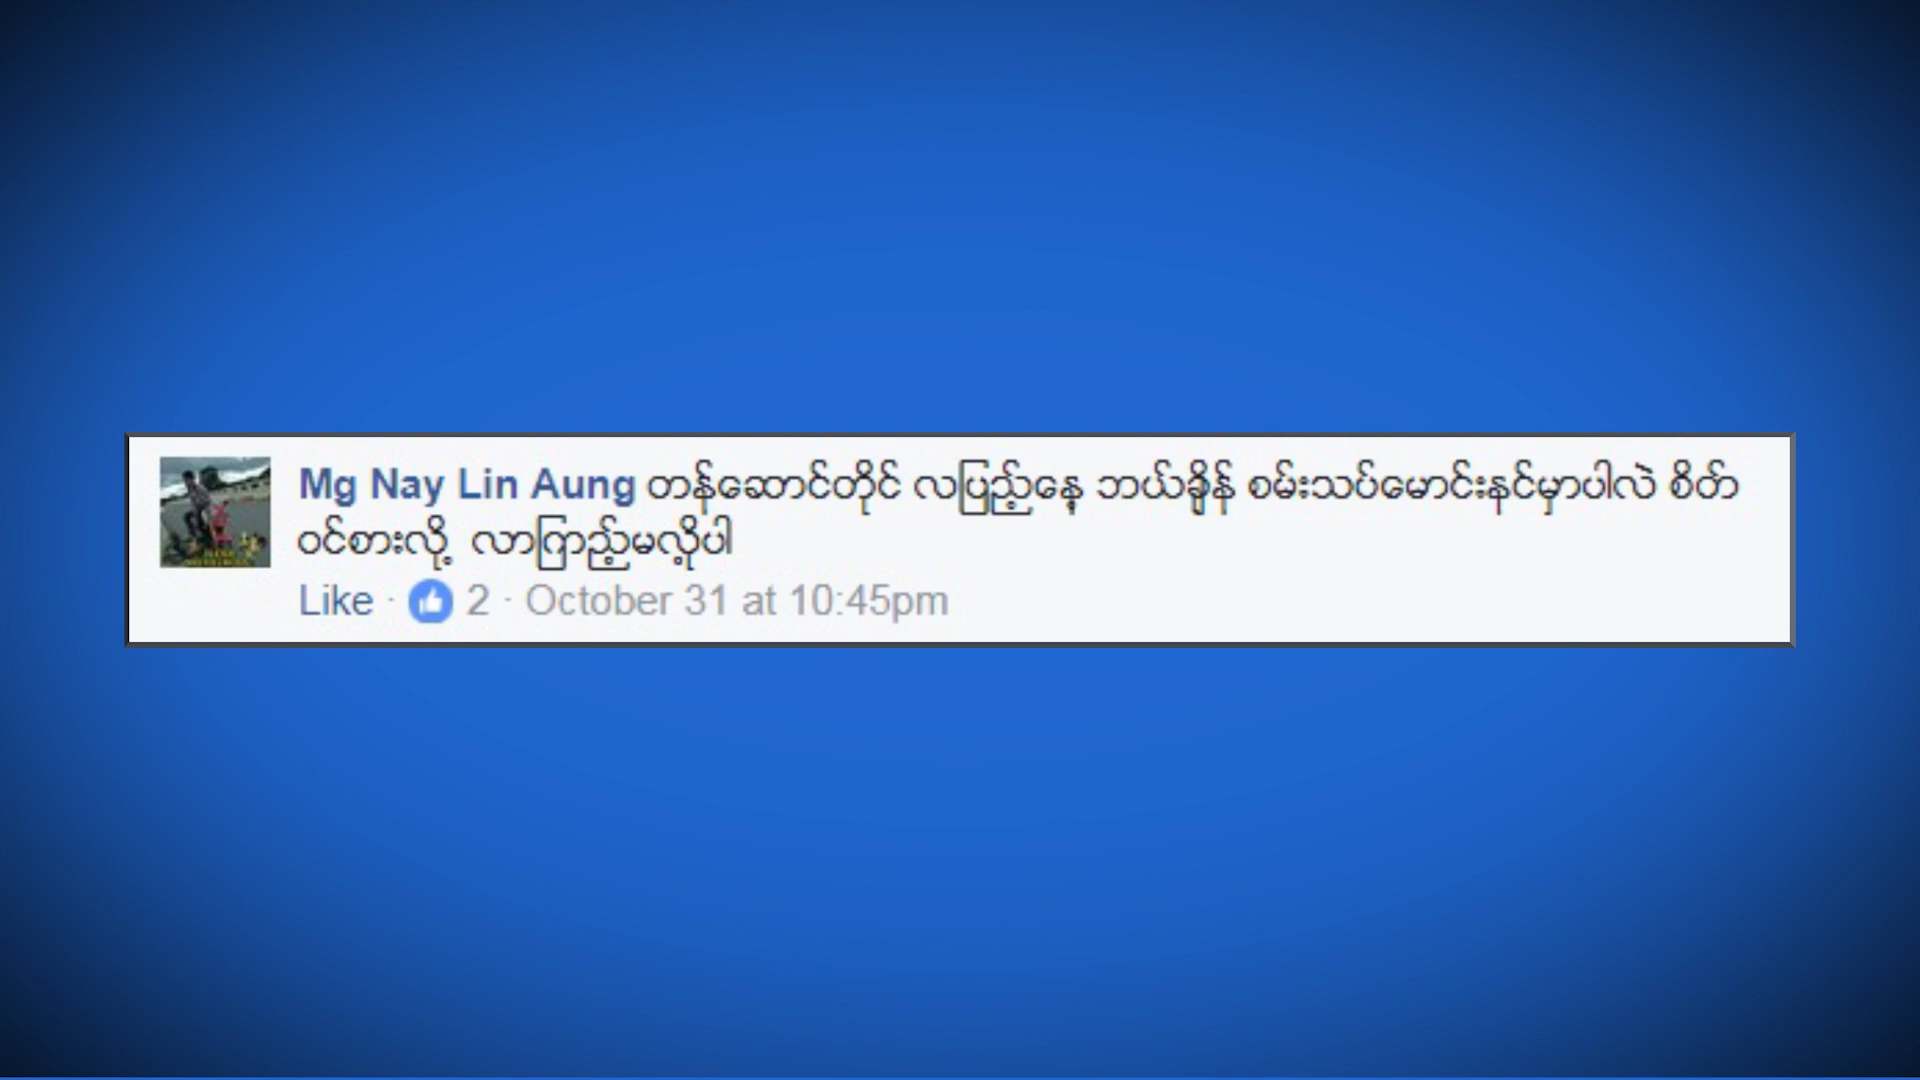 Mg Nay Lin Aung တန်ဆောင်တိုင် လပြည့်နေ့ ဘယ်ချိန် စမ်းသပ်မောင်းနင်မှာပါလဲ စိတ်
ဝင်စားလို့ လာကြည့်မလို့ပါ
Like · 2 · October 31 at 10:45pm